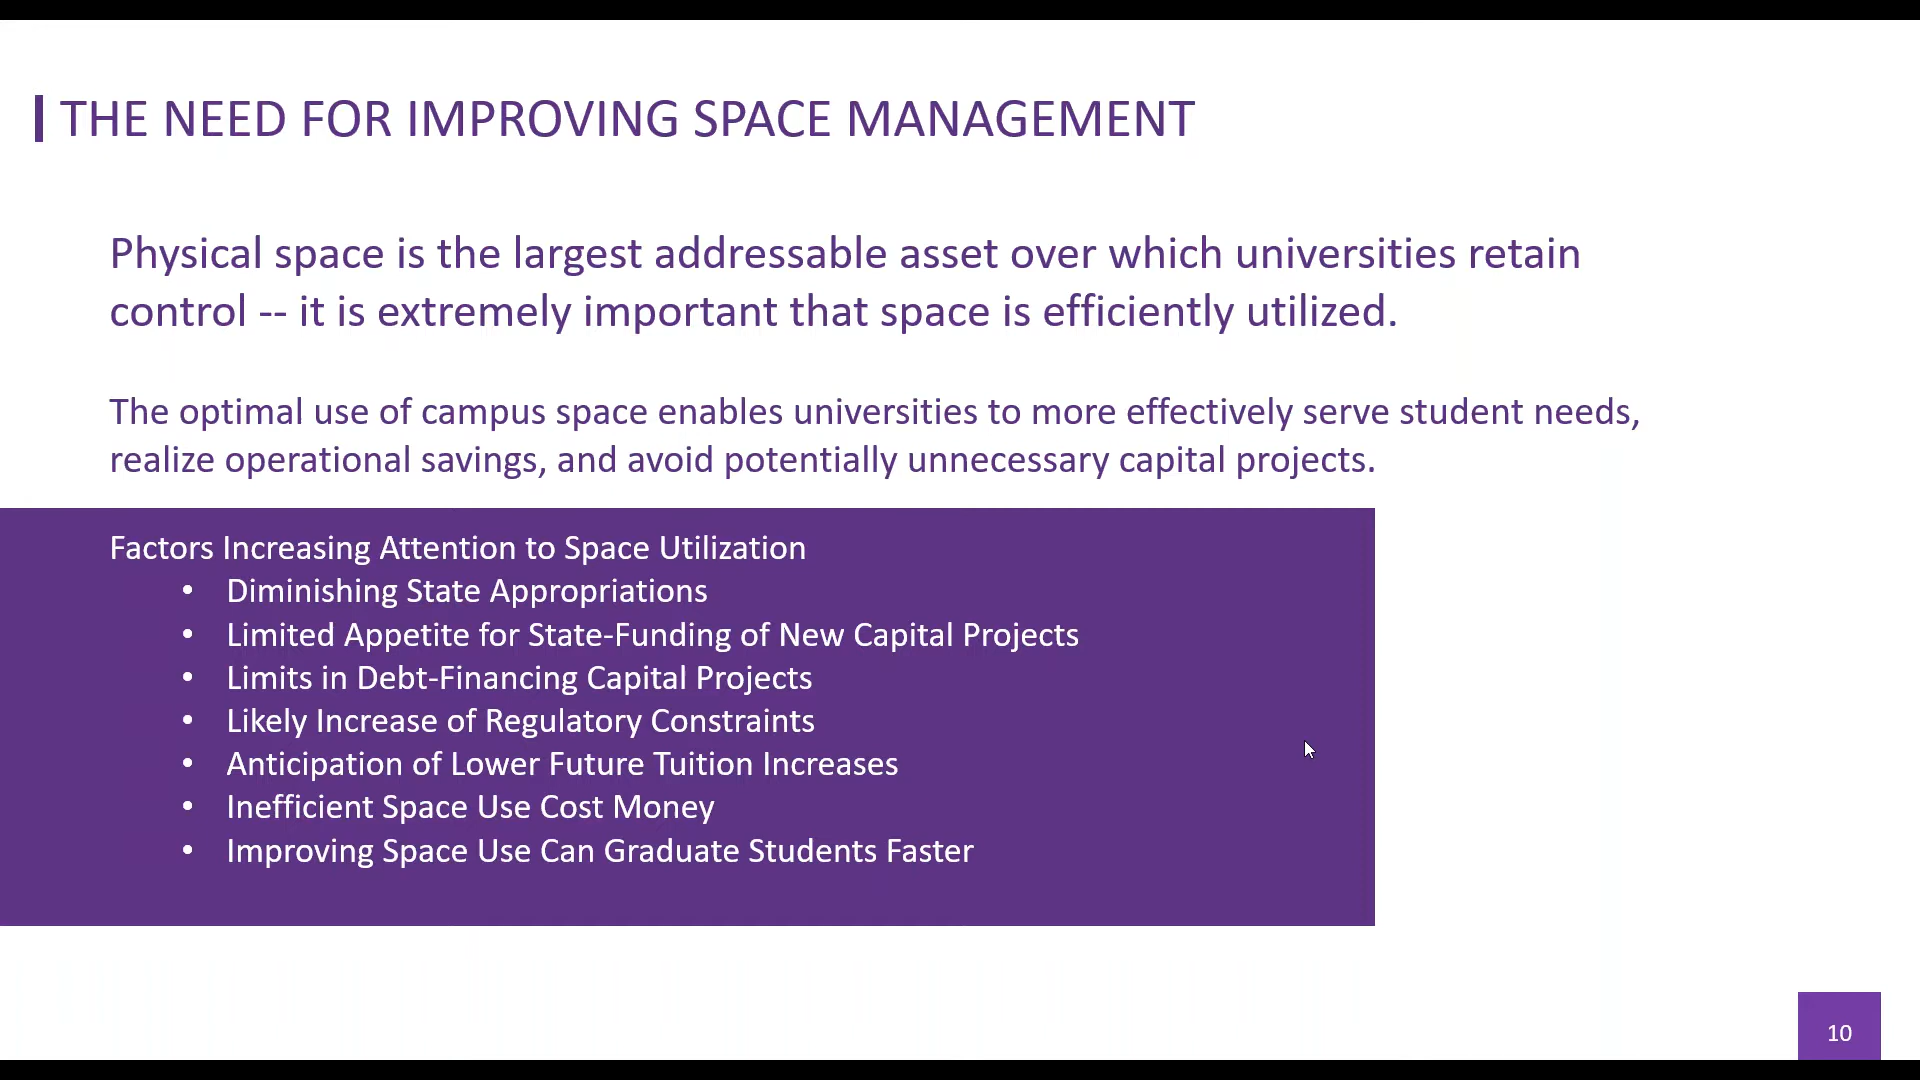 THE NEED FOR IMPROVING SPACE MANAGEMENT
Physical space is the largest addressable asset over which universities retain
control -- it is extremely important that space is efficiently utilized.
The optimal use of campus space enables universities to more effectively serve student needs,
realize operational savings, and avoid potentially unnecessary capital projects.
Factors Increasing Attention to Space Utilization
• Diminishing State Appropriations
• Limited Appetite for State-Funding of New Capital Projects
• Limits in Debt-Financing Capital Projects
• Likely Increase of Regulatory Constraints
• Anticipation of Lower Future Tuition Increases
• Inefficient Space Use Cost Money
• Improving Space Use Can Graduate Students Faster
10